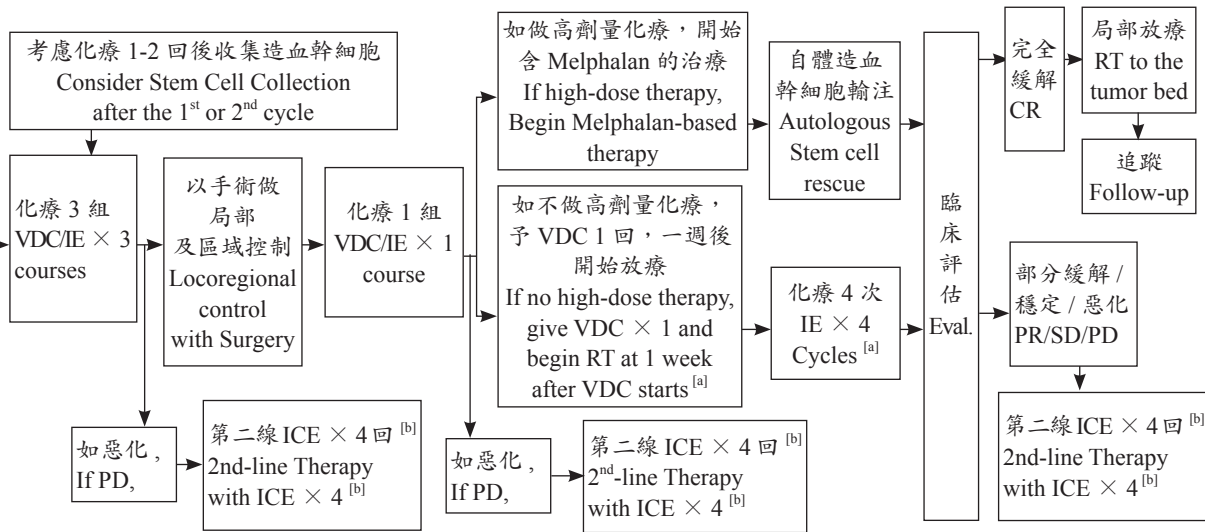 考慮化療 1-2 回後收集造血幹細胞
Consider Stem Cell Collection
after the 1st or 2nd cycle
化療 3 組
VDC/IE × 3
courses
以手術做
局部
及區域控制
Locoregional
control
with Surgery
化療 1 組
VDC/IE × 1
course
如做高劑量化療，開始
含 Melphalan 的治療
If high-dose therapy,
Begin Melphalan-based
therapy
自體造血
幹細胞輸注
Autologous
Stem cell
rescue
如不做高劑量化療，
予 VDC 1 回，一週後
開始放療
If no high-dose therapy,
give VDC × 1 and
begin RT at 1 week
after VDC starts [a]
化療 4 次
IE × 4
Cycles [a]
臨
床
評
估
Eval.
完全
緩解
CR
局部放療
RT to the
tumor bed
追蹤
Follow-up
部分緩解 /
穩定 / 惡化
PR/SD/PD
如惡化 ,
If PD,
第二線 ICE × 4 回 [b]
2nd-line Therapy
with ICE × 4 [b]
如惡化 ,
If PD,
第二線 ICE × 4 回 [b]
2nd-line Therapy
with ICE × 4 [b]
第二線 ICE × 4 回 [b]
2nd-line Therapy
with ICE × 4 [b]